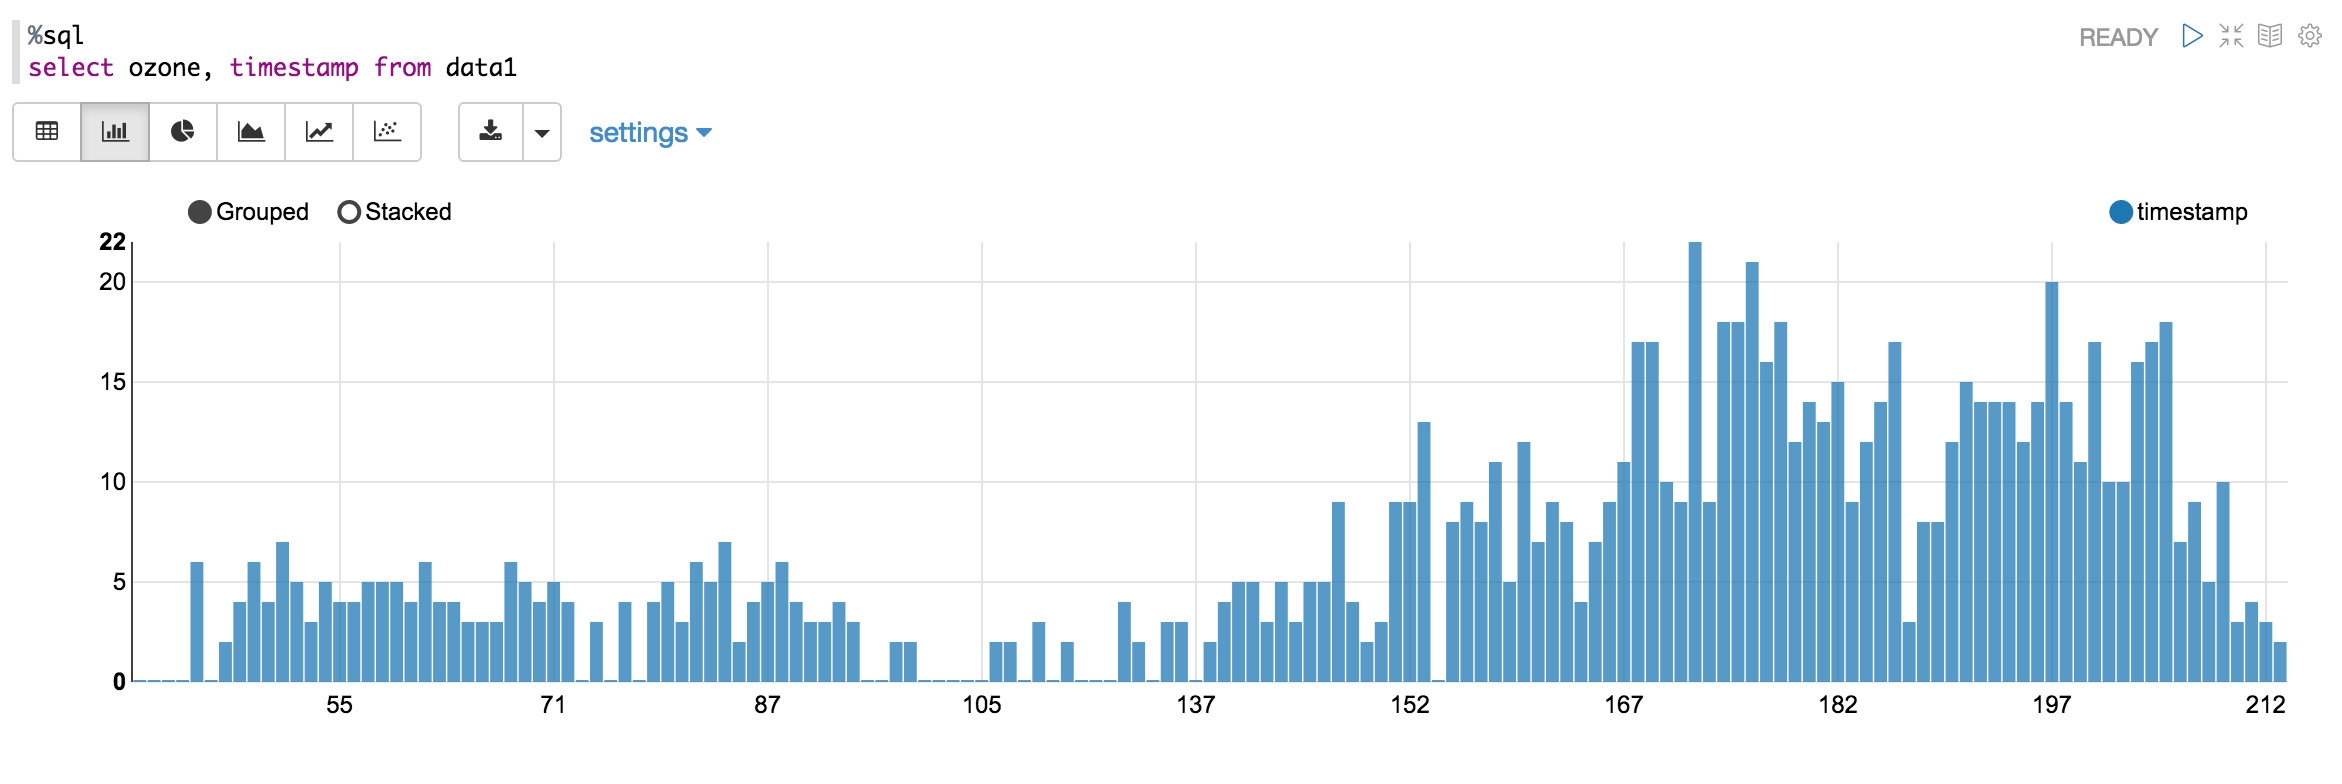 %sql
READY
select ozone, timestamp from data1
settings
Grouped Stacked timestamp
22
20
15
10
5
0
55 71 87 105 137 152 167 182 197 212